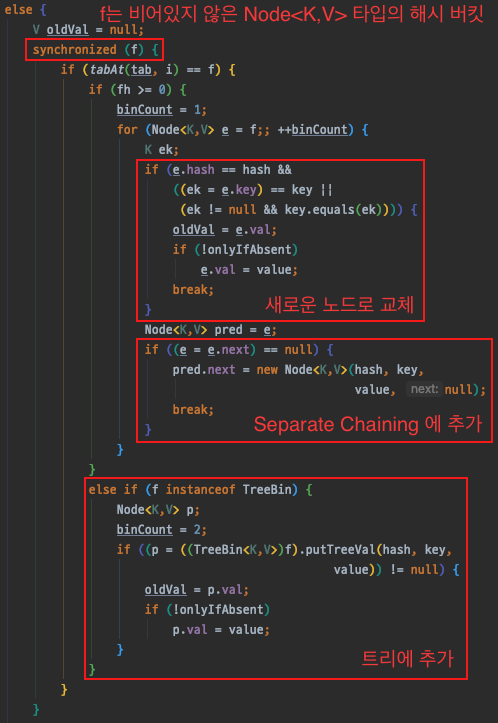 f는 비어있지 않은 Node<K,V> 타입의 해시 버킷
else {
V oldVal = null;
synchronized (f) {
if (tabAt(tab, i) == f) {
if (fh >= 0) {
binCount = 1;
for (Node<K,V> e = f;; ++binCount) {
K ek;
if (e.hash == hash &&
((ek = e.key) == key ||
(ek != null && key.equals(ek)))) {
oldVal = e.val;
if (!onlyIfAbsent)
e.val = value;
break;
}
새로운 노드로 교체
Node<K,V> pred = e;
if ((e = e.next) == null) {
pred.next = new Node<K,V>(hash, key,
value, next: null);
break;
}
Separate Chaining 에 추가
}
}
else if (f instanceof TreeBin) {
Node<K,V> p;
binCount = 2;
if ((p = ((TreeBin<K,V>)f).putTreeVal(hash, key,
value)) != null) {
oldVal = p.val;
if (!onlyIfAbsent)
p.val = value;
}
트리에 추가
}
}
}